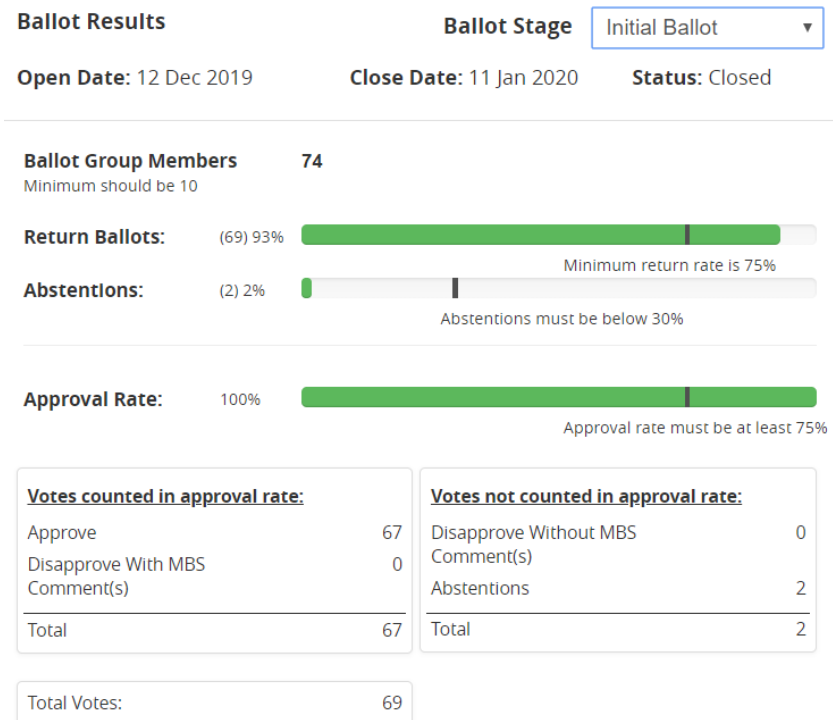 Ballot Results
Ballot Stage
Initial Ballot
Open Date: 12 Dec 2019
Close Date: 11 Jan 2020
Status: Closed
Ballot Group Members 74
Minimum should be 10
Return Ballots: (69) 93%
Minimum return rate is 75%
Abstentions: (2) 2%
Abstentions must be below 30%
Approval Rate: 100%
Approval rate must be at least 75%
Votes counted in approval rate:
Approve 67
Disapprove With MBS 0
Comment(s)
Total 67
Votes not counted in approval rate:
Disapprove Without MBS 0
Comment(s)
Abstentions 2
Total 2
Total Votes: 69